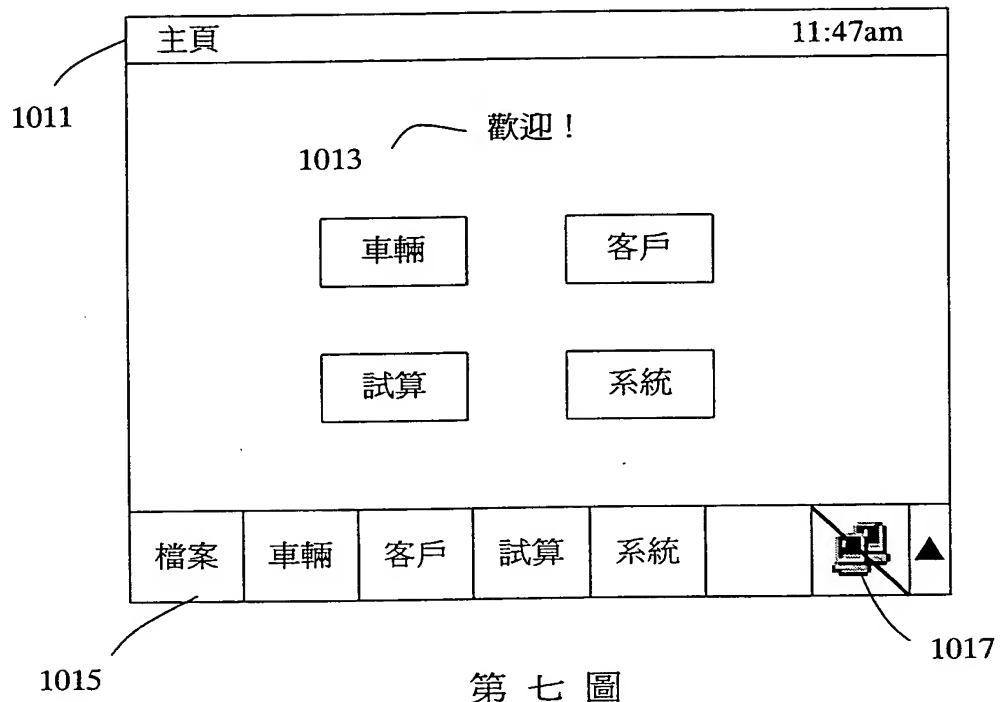 主頁 11:47am
1011
歡迎！
1013
車輛 客戶
試算 系統
檔案 車輛 客戶 試算 系統
1017
1015
第七圖